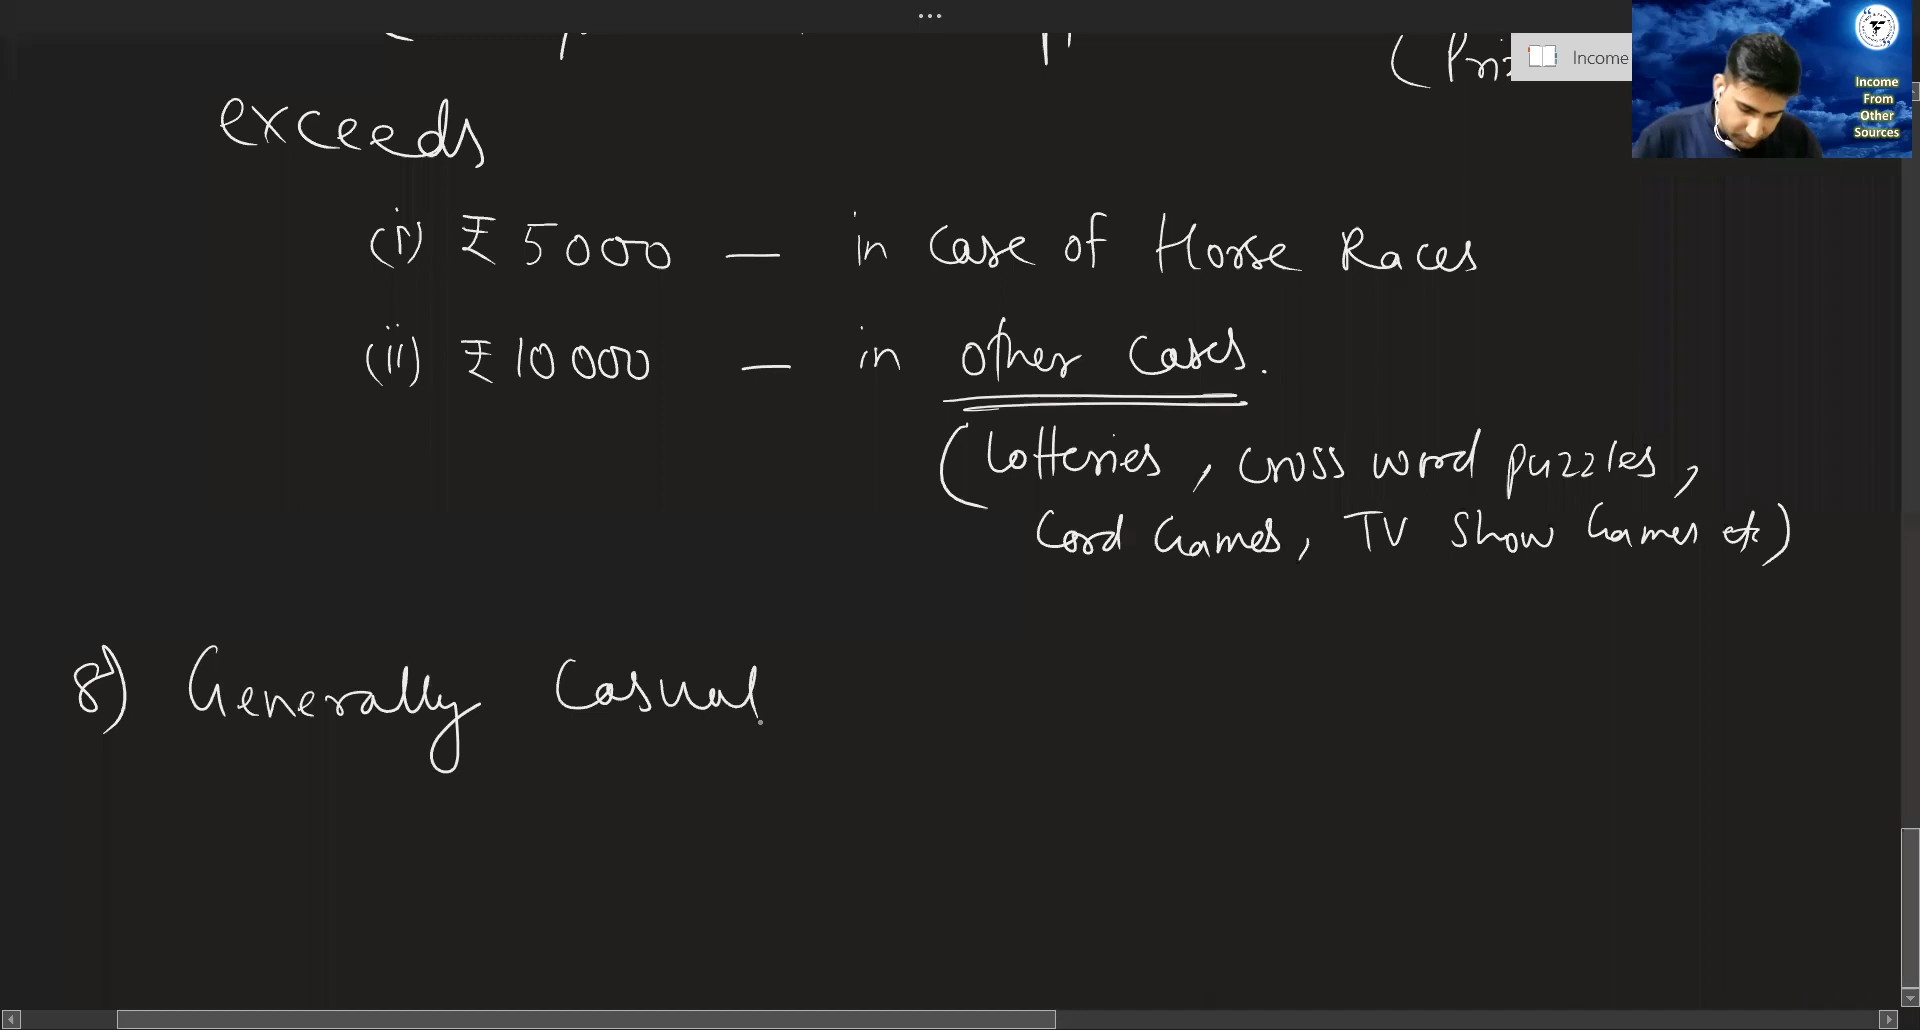 (Priz
Income
Income
From
Other
Sources
exceeds
(i) ₹ 5000 — in case of Horse Races
(ii) ₹ 10000 — in other cases.
(Lotteries, cross word puzzles,
Card Games, TV Show Games etc)
8) Generally Casual